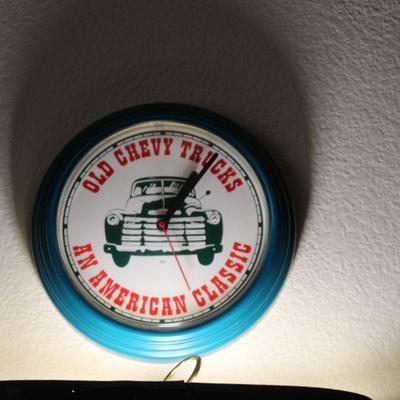 OLD CHEVY TRUCKS
AN AMERICAN CLASSIC